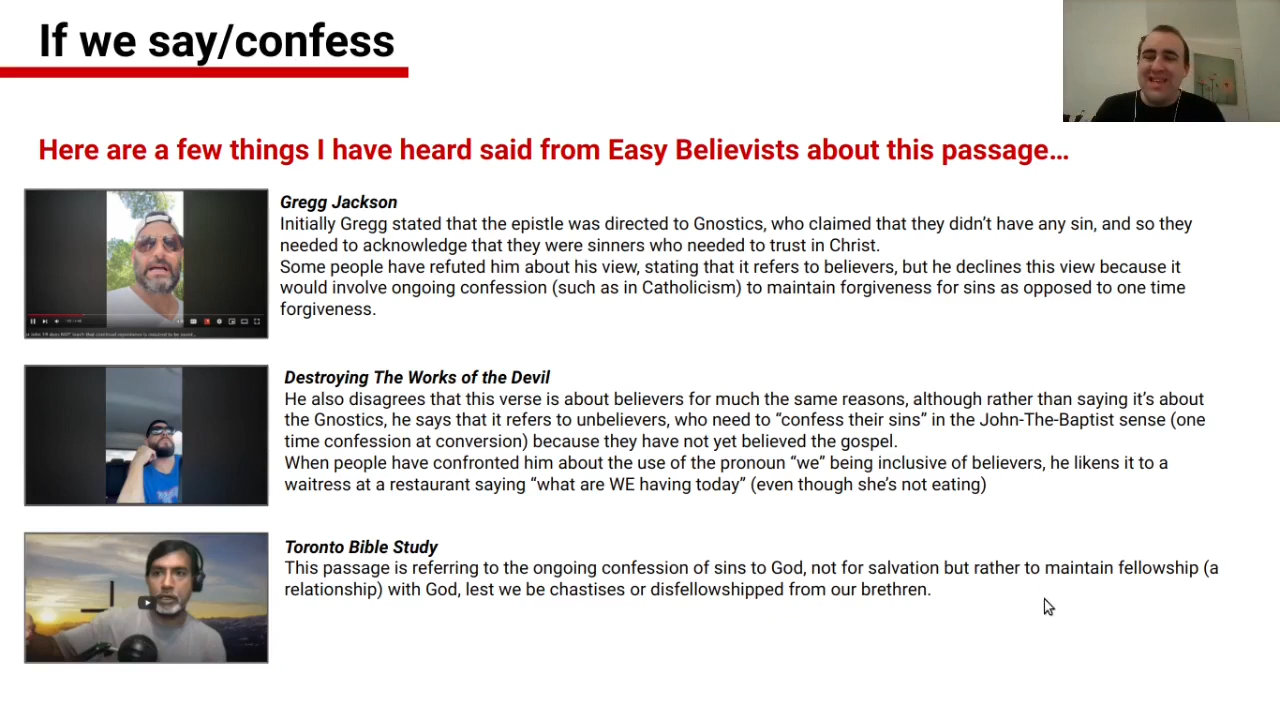 If we say/confess
Here are a few things I have heard said from Easy Believists about this passage...
Gregg Jackson
Initially Gregg stated that the epistle was directed to Gnostics, who claimed that they didn't have any sin, and so they
needed to acknowledge that they were sinners who needed to trust in Christ.
Some people have refuted him about his view, stating that it refers to believers, but he declines this view because it
would involve ongoing confession (such as in Catholicism) to maintain forgiveness for sins as opposed to one time
forgiveness.
Destroying The Works of the Devil
He also disagrees that this verse is about believers for much the same reasons, although rather than saying it's about
the Gnostics, he says that it refers to unbelievers, who need to “confess their sins” in the John-The-Baptist sense (one
time confession at conversion) because they have not yet believed the gospel.
When people have confronted him about the use of the pronoun “we” being inclusive of believers, he likens it to a
waitress at a restaurant saying “what are WE having today” (even though she's not eating)
Toronto Bible Study
This passage is referring to the ongoing confession of sins to God, not for salvation but rather to maintain fellowship (a
relationship) with God, lest we be chastises or disfellowshipped from our brethren.